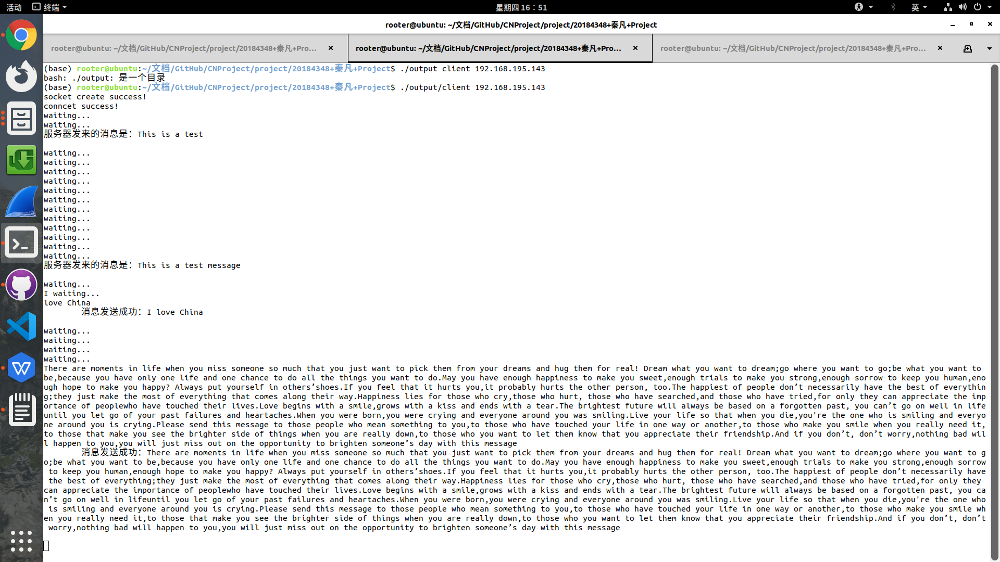 活动 终端 星期四 16：51 英
rooter@ubuntu: ~/文档/GitHub/CNProject/project/20184348+秦凡+Project
rooter@ubuntu: ~/文档/GitHub/CNProject/project/20184348+秦凡+Pro... rooter@ubuntu: ~/文档/GitHub/CNProject/project/20184348+秦凡+Pro... rooter@ubuntu: ~/文档/GitHub/CNProject/project/20184348+秦凡+Pro...
(base) rooter@ubuntu:~/文档/GitHub/CNProject/project/20184348+秦凡+Project$ ./output client 192.168.195.143
bash: ./output: 是一个目录
(base) rooter@ubuntu:~/文档/GitHub/CNProject/project/20184348+秦凡+Project$ ./output/client 192.168.195.143
socket create success!
conncet success!
waiting...
waiting...
服务器发来的消息是：This is a test
waiting...
waiting...
waiting...
waiting...
waiting...
waiting...
waiting...
waiting...
waiting...
waiting...
waiting...
waiting...
服务器发来的消息是：This is a test message
waiting...
I waiting...
love China
消息发送成功：I love China
waiting...
waiting...
waiting...
waiting...
There are moments in life when you miss someone so much that you just want to pick them from your dreams and hug them for real! Dream what you want to dream;go where you want to go;be what you want to
be,because you have only one life and one chance to do all the things you want to do.May you have enough happiness to make you sweet,enough trials to make you strong,enough sorrow to keep you human,eno
ugh hope to make you happy? Always put yourself in others’shoes.If you feel that it hurts you,it probably hurts the other person, too.The happiest of people don’t necessarily have the best of everythin
g;they just make the most of everything that comes along their way.Happiness lies for those who cry,those who hurt, those who have searched,and those who have tried,for only they can appreciate the imp
ortance of peoplewho have touched their lives.Love begins with a smile,grows with a kiss and ends with a tear.The brightest future will always be based on a forgotten past, you can’t go on well in life
until you let go of your past failures and heartaches.When you were born,you were crying and everyone around you was smiling.Live your life so that when you die,you're the one who is smiling and everyo
ne around you is crying.Please send this message to those people who mean something to you,to those who have touched your life in one way or another,to those who make you smile when you really need it,
to those that make you see the brighter side of things when you are really down,to those who you want to let them know that you appreciate their friendship.And if you don’t, don’t worry,nothing bad wil
l happen to you,you will just miss out on the opportunity to brighten someone’s day with this message
消息发送成功：There are moments in life when you miss someone so much that you just want to pick them from your dreams and hug them for real! Dream what you want to dream;go where you want to g
o;be what you want to be,because you have only one life and one chance to do all the things you want to do.May you have enough happiness to make you sweet,enough trials to make you strong,enough sorrow
to keep you human,enough hope to make you happy? Always put yourself in others’shoes.If you feel that it hurts you,it probably hurts the other person, too.The happiest of people don’t necessarily have
the best of everything;they just make the most of everything that comes along their way.Happiness lies for those who cry,those who hurt, those who have searched,and those who have tried,for only they
can appreciate the importance of peoplewho have touched their lives.Love begins with a smile,grows with a kiss and ends with a tear.The brightest future will always be based on a forgotten past, you ca
n’t go on well in lifeuntil you let go of your past failures and heartaches.When you were born,you were crying and everyone around you was smiling.Live your life so that when you die,you're the one who
is smiling and everyone around you is crying.Please send this message to those people who mean something to you,to those who have touched your life in one way or another,to those who make you smile wh
en you really need it,to those that make you see the brighter side of things when you are really down,to those who you want to let them know that you appreciate their friendship.And if you don’t, don’t
worry,nothing bad will happen to you,you will just miss out on the opportunity to brighten someone’s day with this message